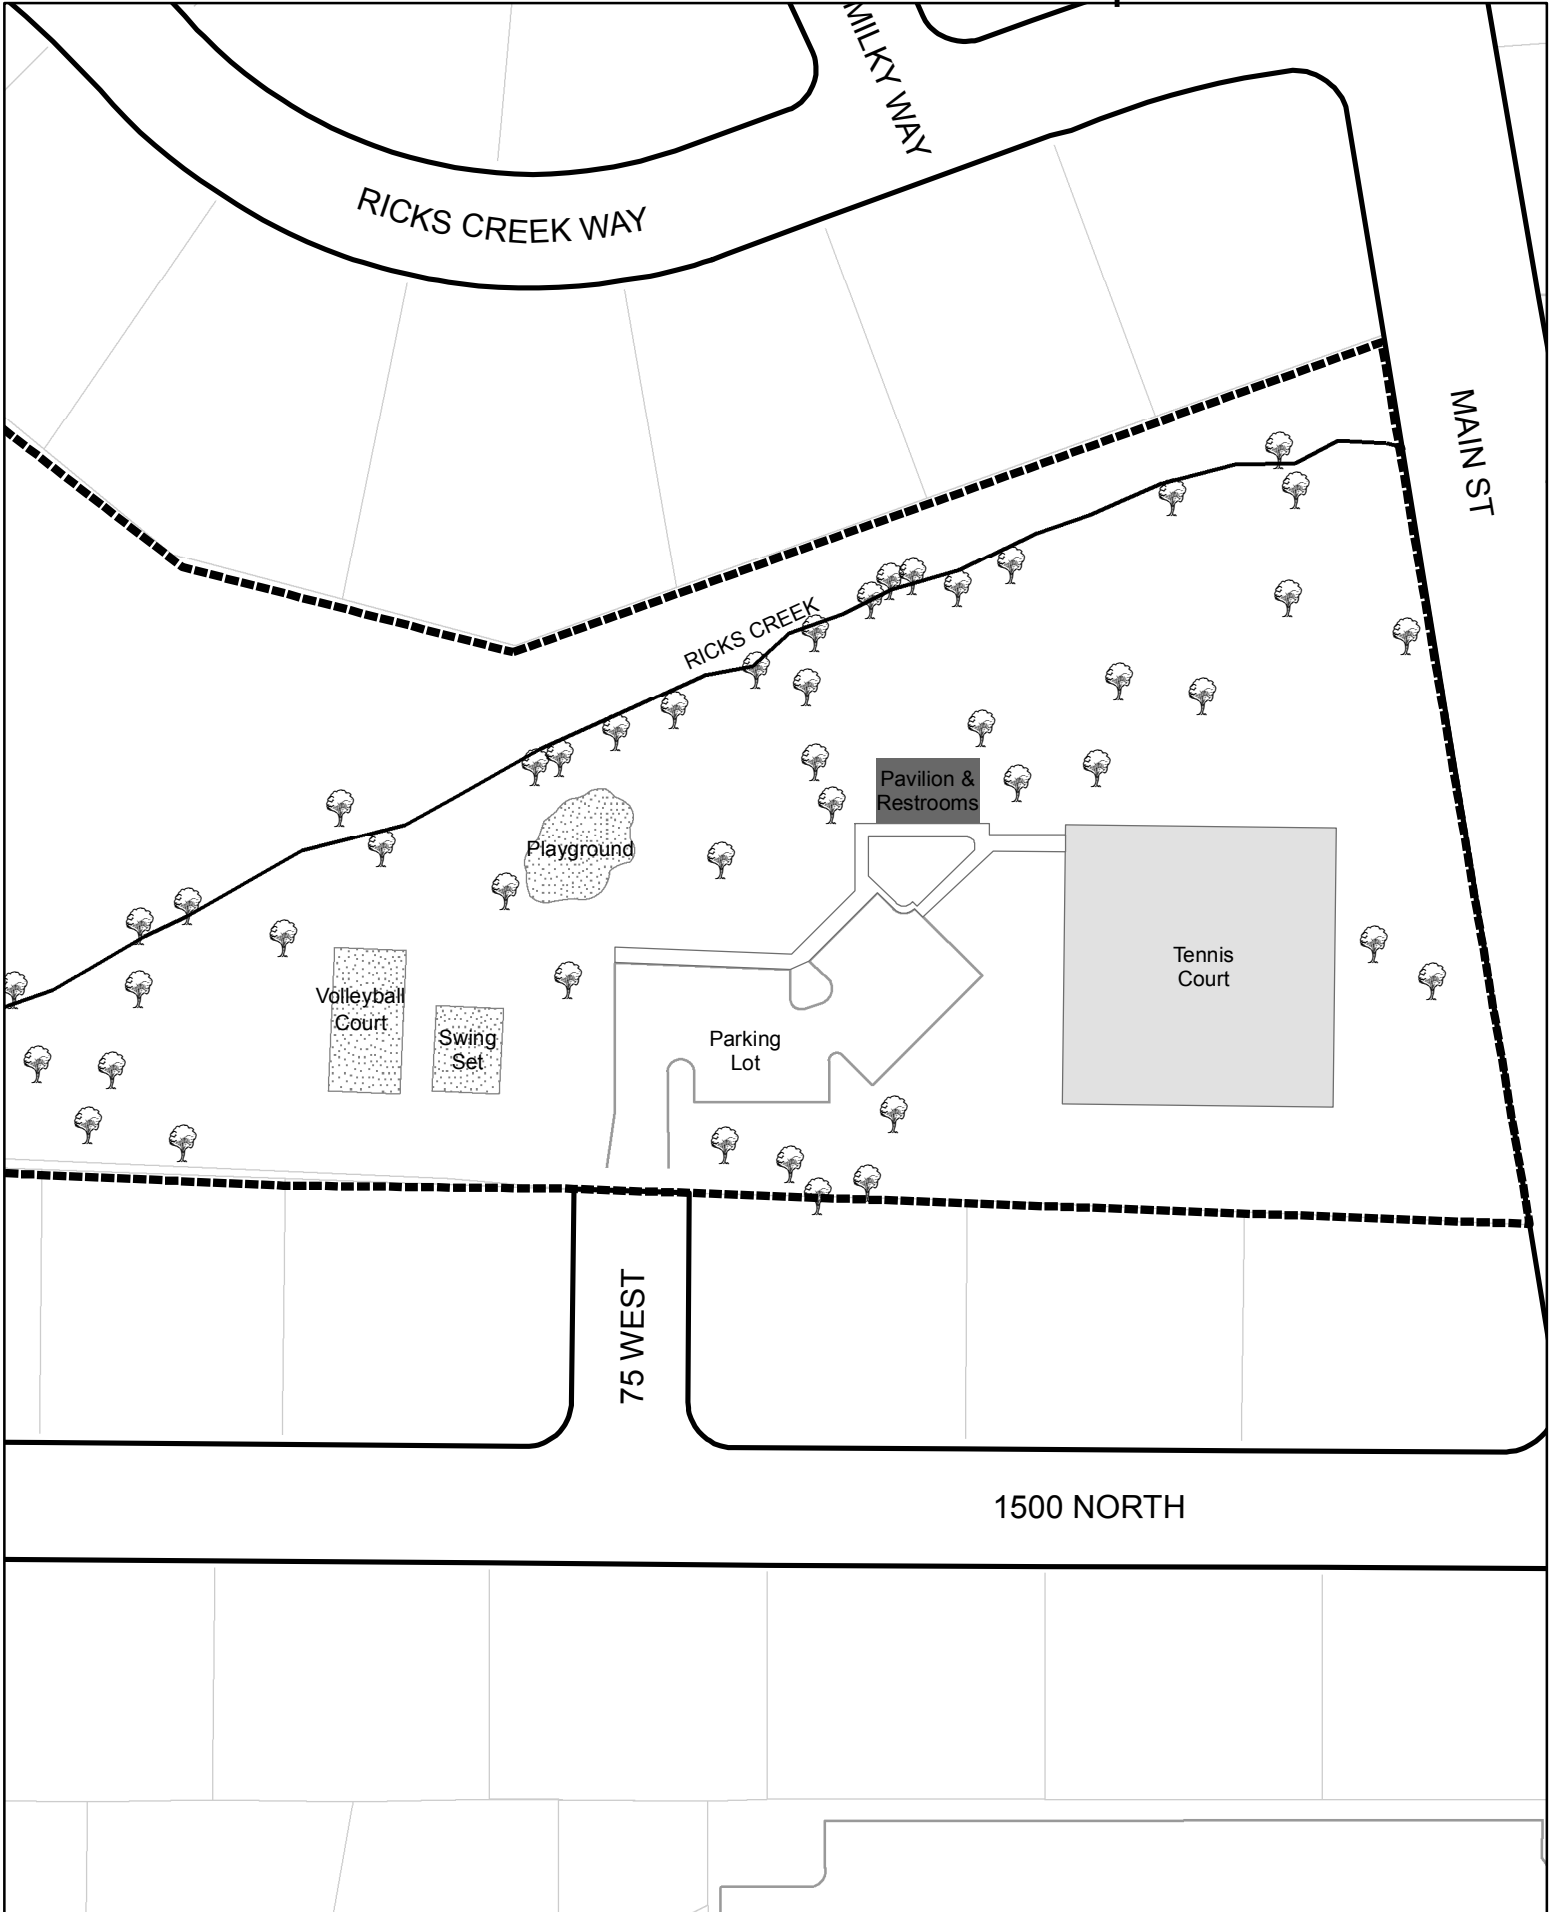 MILKY WAY
RICKS CREEK WAY
MAIN ST
RICKS CREEK
Pavilion &
Restrooms
Playground
Tennis
Court
Volleyball
Court
Swing
Set
Parking
Lot
75 WEST
1500 NORTH